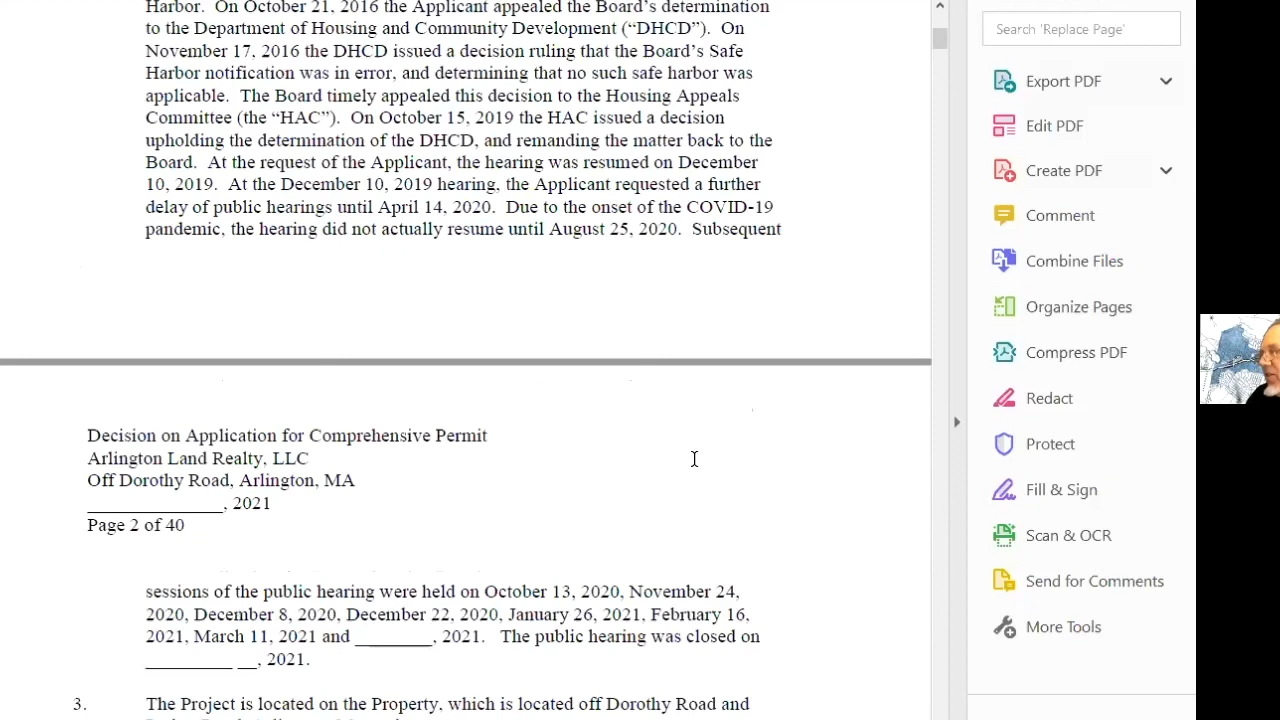 Harbor. On October 21, 2016 the Applicant appealed the Board's determination
to the Department of Housing and Community Development (“DHCD”). On
November 17, 2016 the DHCD issued a decision ruling that the Board's Safe
Harbor notification was in error, and determining that no such safe harbor was
applicable. The Board timely appealed this decision to the Housing Appeals
Committee (the “HAC”). On October 15, 2019 the HAC issued a decision
upholding the determination of the DHCD, and remanding the matter back to the
Board. At the request of the Applicant, the hearing was resumed on December
10, 2019. At the December 10, 2019 hearing, the Applicant requested a further
delay of public hearings until April 14, 2020. Due to the onset of the COVID-19
pandemic, the hearing did not actually resume until August 25, 2020. Subsequent
Decision on Application for Comprehensive Permit
Arlington Land Realty, LLC
Off Dorothy Road, Arlington, MA
______________, 2021
Page 2 of 40
sessions of the public hearing were held on October 13, 2020, November 24,
2020, December 8, 2020, December 22, 2020, January 26, 2021, February 16,
2021, March 11, 2021 and ________, 2021. The public hearing was closed on
_________ __, 2021.
3. The Project is located on the Property, which is located off Dorothy Road and
Search 'Replace Page'
Export PDF
Edit PDF
Create PDF
Comment
Combine Files
Organize Pages
Compress PDF
Redact
Protect
Fill & Sign
Scan & OCR
Send for Comments
More Tools